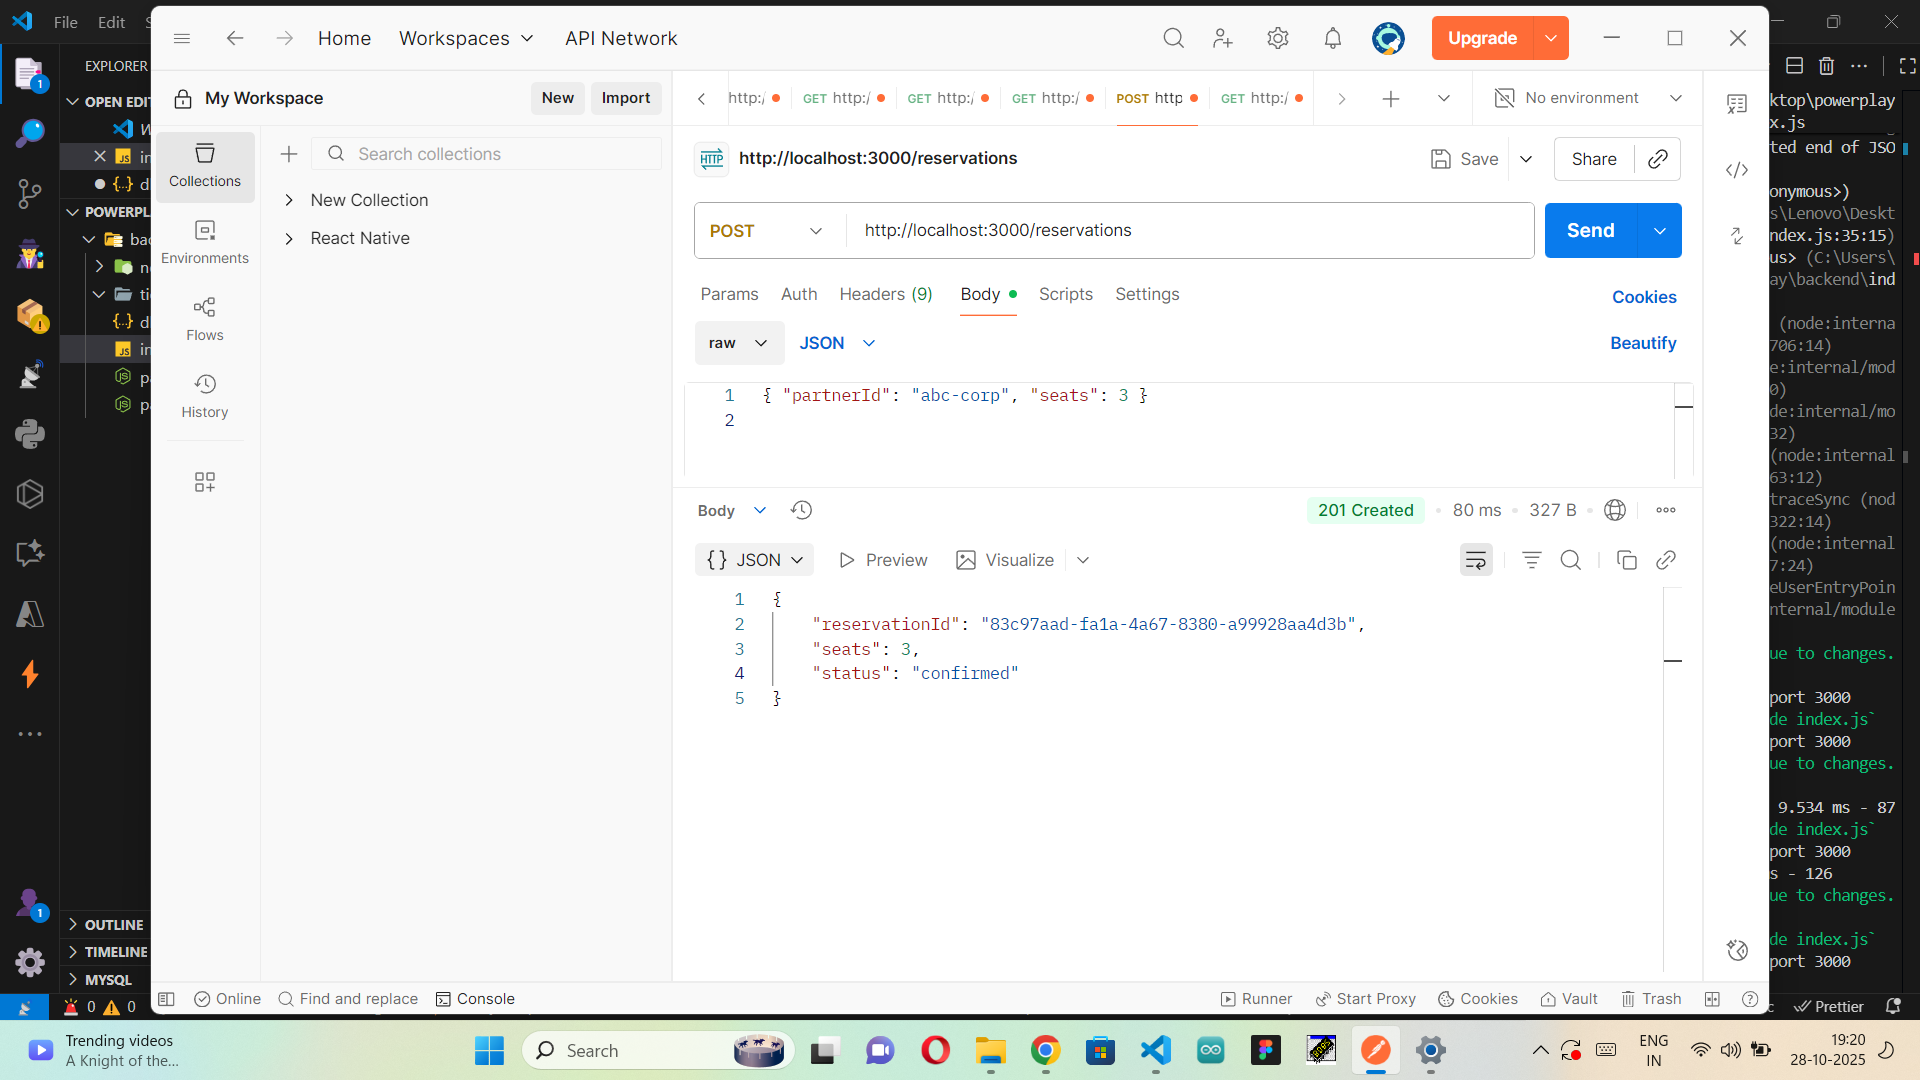 File Edit
Home Workspaces API Network
Upgrade
EXPLORER
OPEN EDIT
POWERPL
OUTLINE
TIMELINE
MYSQL
0 0
1
1
My Workspace
New Import
Collections
Environments
Flows
History
Search collections
New Collection
React Native
http:/ GET http:/ GET http:/ GET http:/ POST http GET http:/
No environment
HTTP http://localhost:3000/reservations
Save Share
POST http://localhost:3000/reservations
Send
Params Auth Headers (9) Body Scripts Settings
Cookies
raw JSON
Beautify
1 { "partnerId": "abc-corp", "seats": 3 }
2
Body
201 Created 80 ms 327 B
{} JSON Preview Visualize
1 {
2 "reservationId": "83c97aad-fa1a-4a67-8380-a99928aa4d3b",
3 "seats": 3,
4 "status": "confirmed"
5 }
Online Find and replace Console
Runner Start Proxy Cookies Vault Trash
ktop\powerplay
x.js
ted end of JSO
onymous>)
s\Lenovo\Deskt
ndex.js:35:15)
us> (C:\Users\
ay\backend\ind
(node:interna
706:14)
e:internal/mod
0)
de:internal/mo
32)
(node:internal
63:12)
traceSync (nod
322:14)
(node:internal
7:24)
eUserEntryPoin
nternal/module
ue to changes.
port 3000
de index.js`
port 3000
ue to changes.
9.534 ms - 87
de index.js`
port 3000
s - 126
ue to changes.
de index.js`
port 3000
Prettier
Trending videos
A Knight of the...
Search
ENG
IN
19:20
28-10-2025